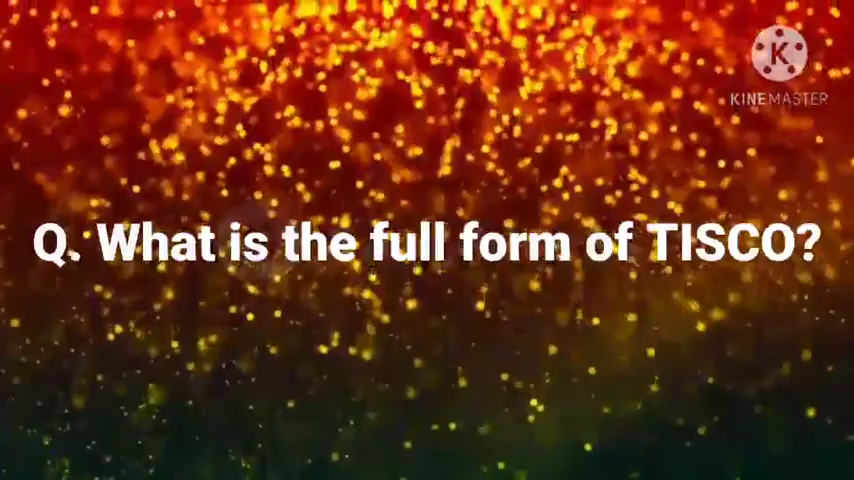 K
KINEMASTER
Q. What is the full form of TISCO?